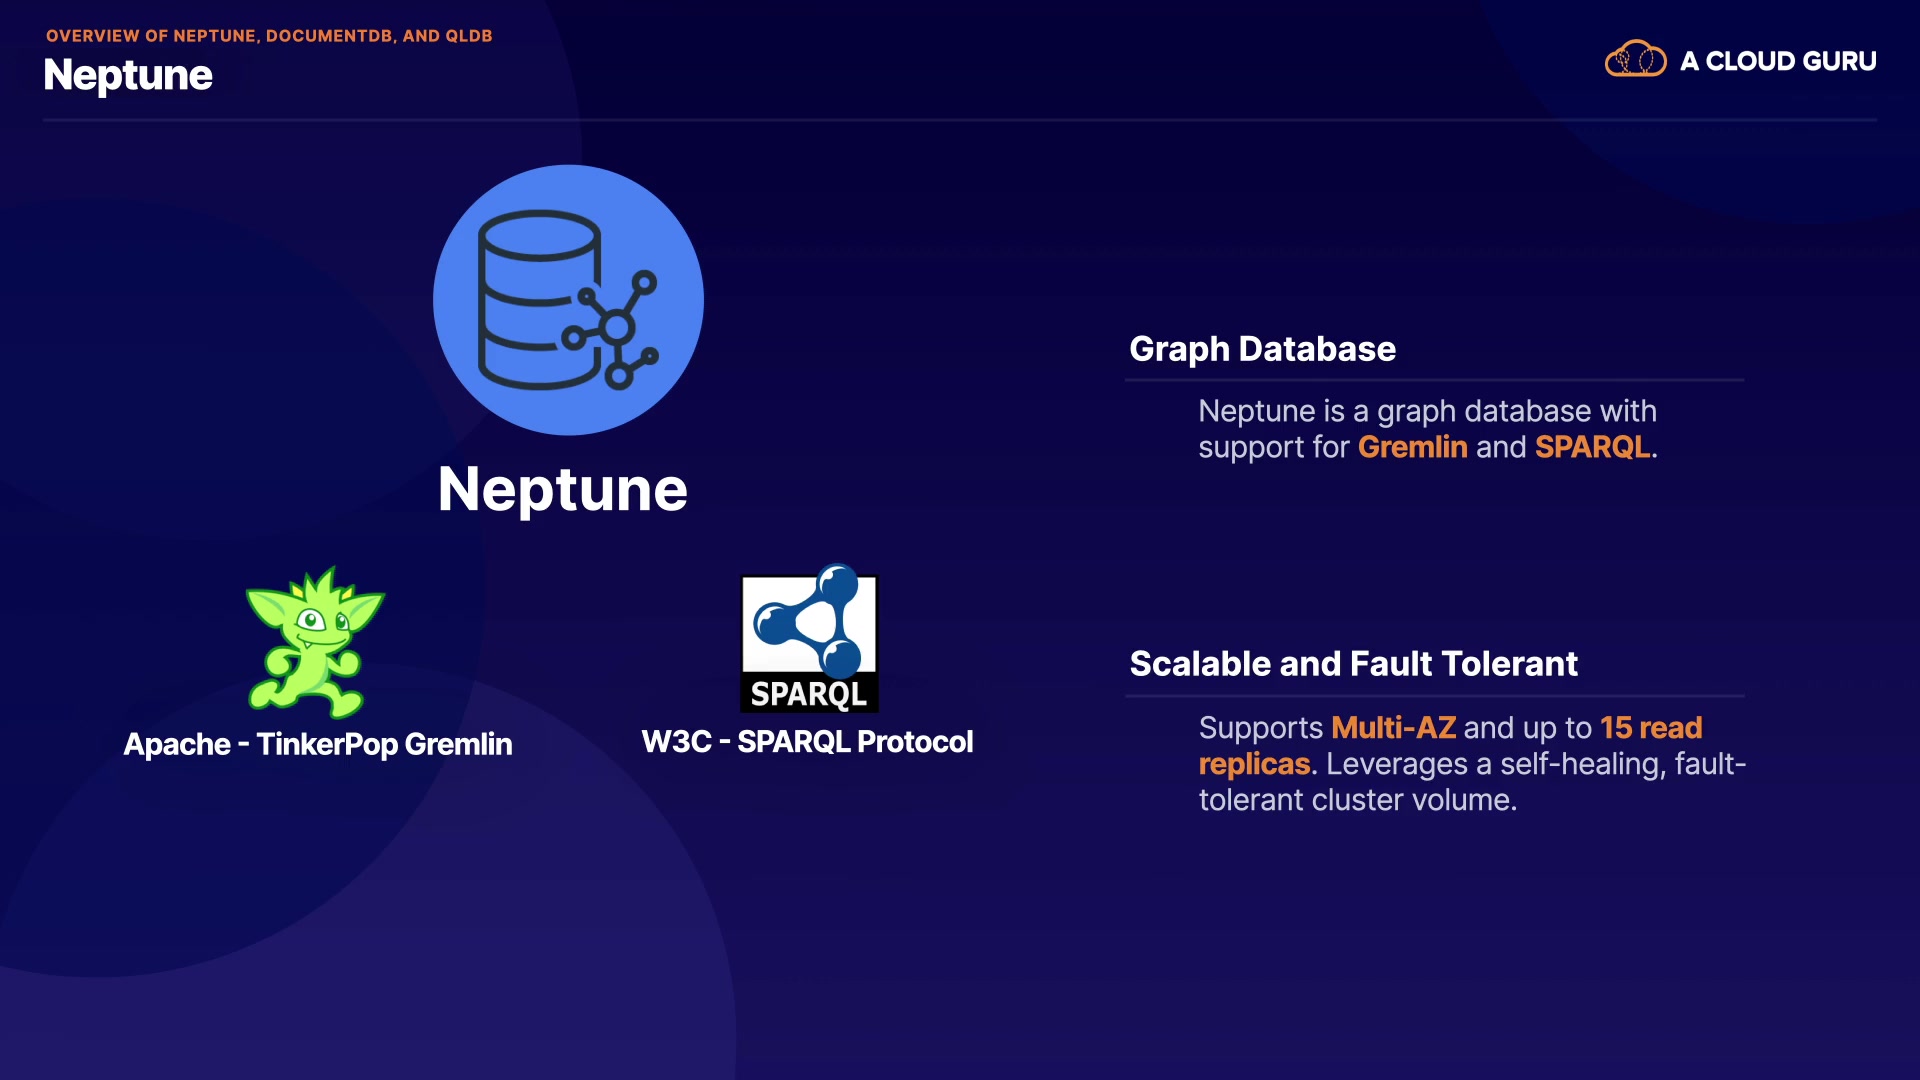 OVERVIEW OF NEPTUNE, DOCUMENTDB, AND QLDB
Neptune
A CLOUD GURU
Neptune
Apache - TinkerPop Gremlin
SPARQL
W3C - SPARQL Protocol
Graph Database
Neptune is a graph database with
support for Gremlin and SPARQL.
Scalable and Fault Tolerant
Supports Multi-AZ and up to 15 read
replicas. Leverages a self-healing, fault-
tolerant cluster volume.